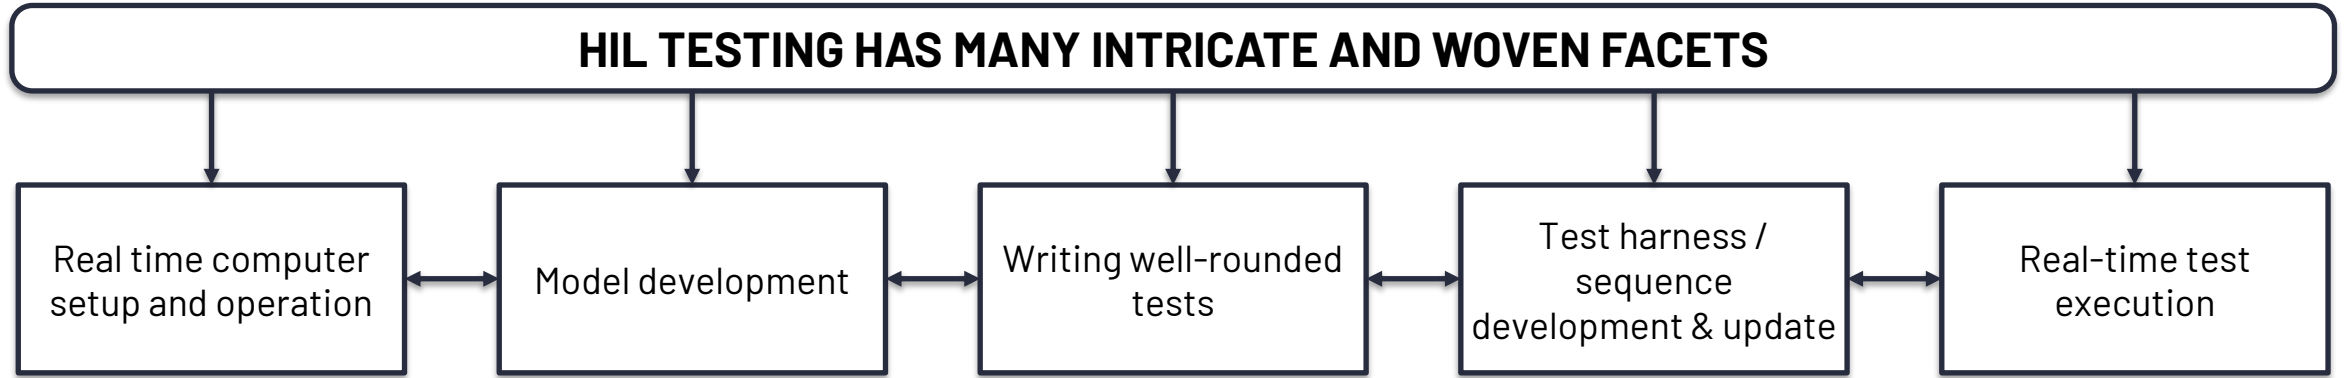 HIL TESTING HAS MANY INTRICATE AND WOVEN FACETS
Real time computer
setup and operation
Model development
Writing well-rounded
tests
Test harness /
sequence
development & update
Real-time test
execution